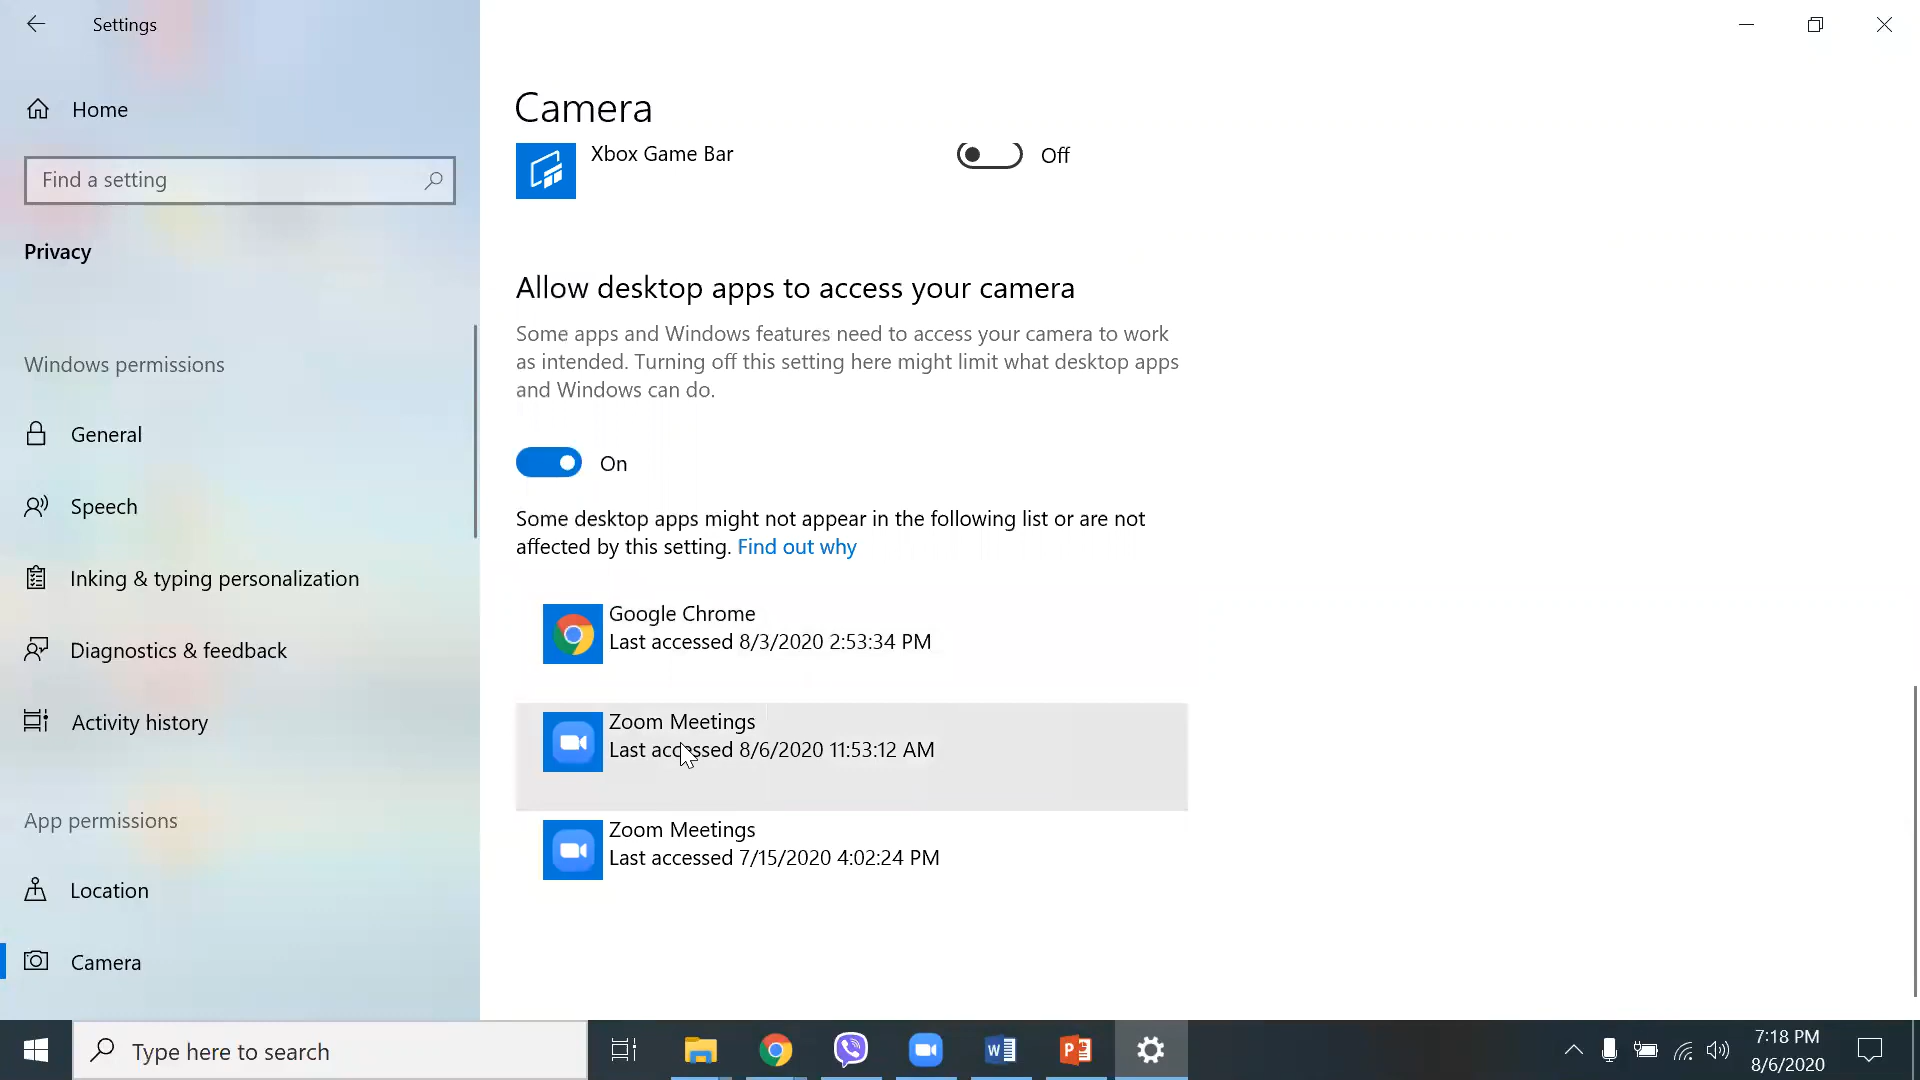 Settings
Home
Find a setting
Privacy
Windows permissions
General
Speech
Inking & typing personalization
Diagnostics & feedback
Activity history
App permissions
Location
Camera
Camera
Xbox Game Bar
Off
Allow desktop apps to access your camera
Some apps and Windows features need to access your camera to work
as intended. Turning off this setting here might limit what desktop apps
and Windows can do.
On
Some desktop apps might not appear in the following list or are not
affected by this setting. Find out why
Google Chrome
Last accessed 8/3/2020 2:53:34 PM
Zoom Meetings
Last accessed 8/6/2020 11:53:12 AM
Zoom Meetings
Last accessed 7/15/2020 4:02:24 PM
Type here to search
7:18 PM
8/6/2020